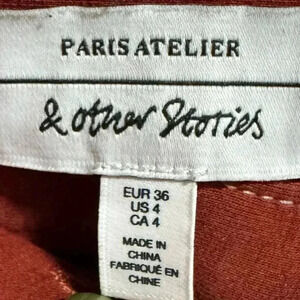 PARIS ATELIER
& other Stories
EUR 36
US 4
CA 4
MADE IN
CHINA
FABRIQUÉ EN
CHINE